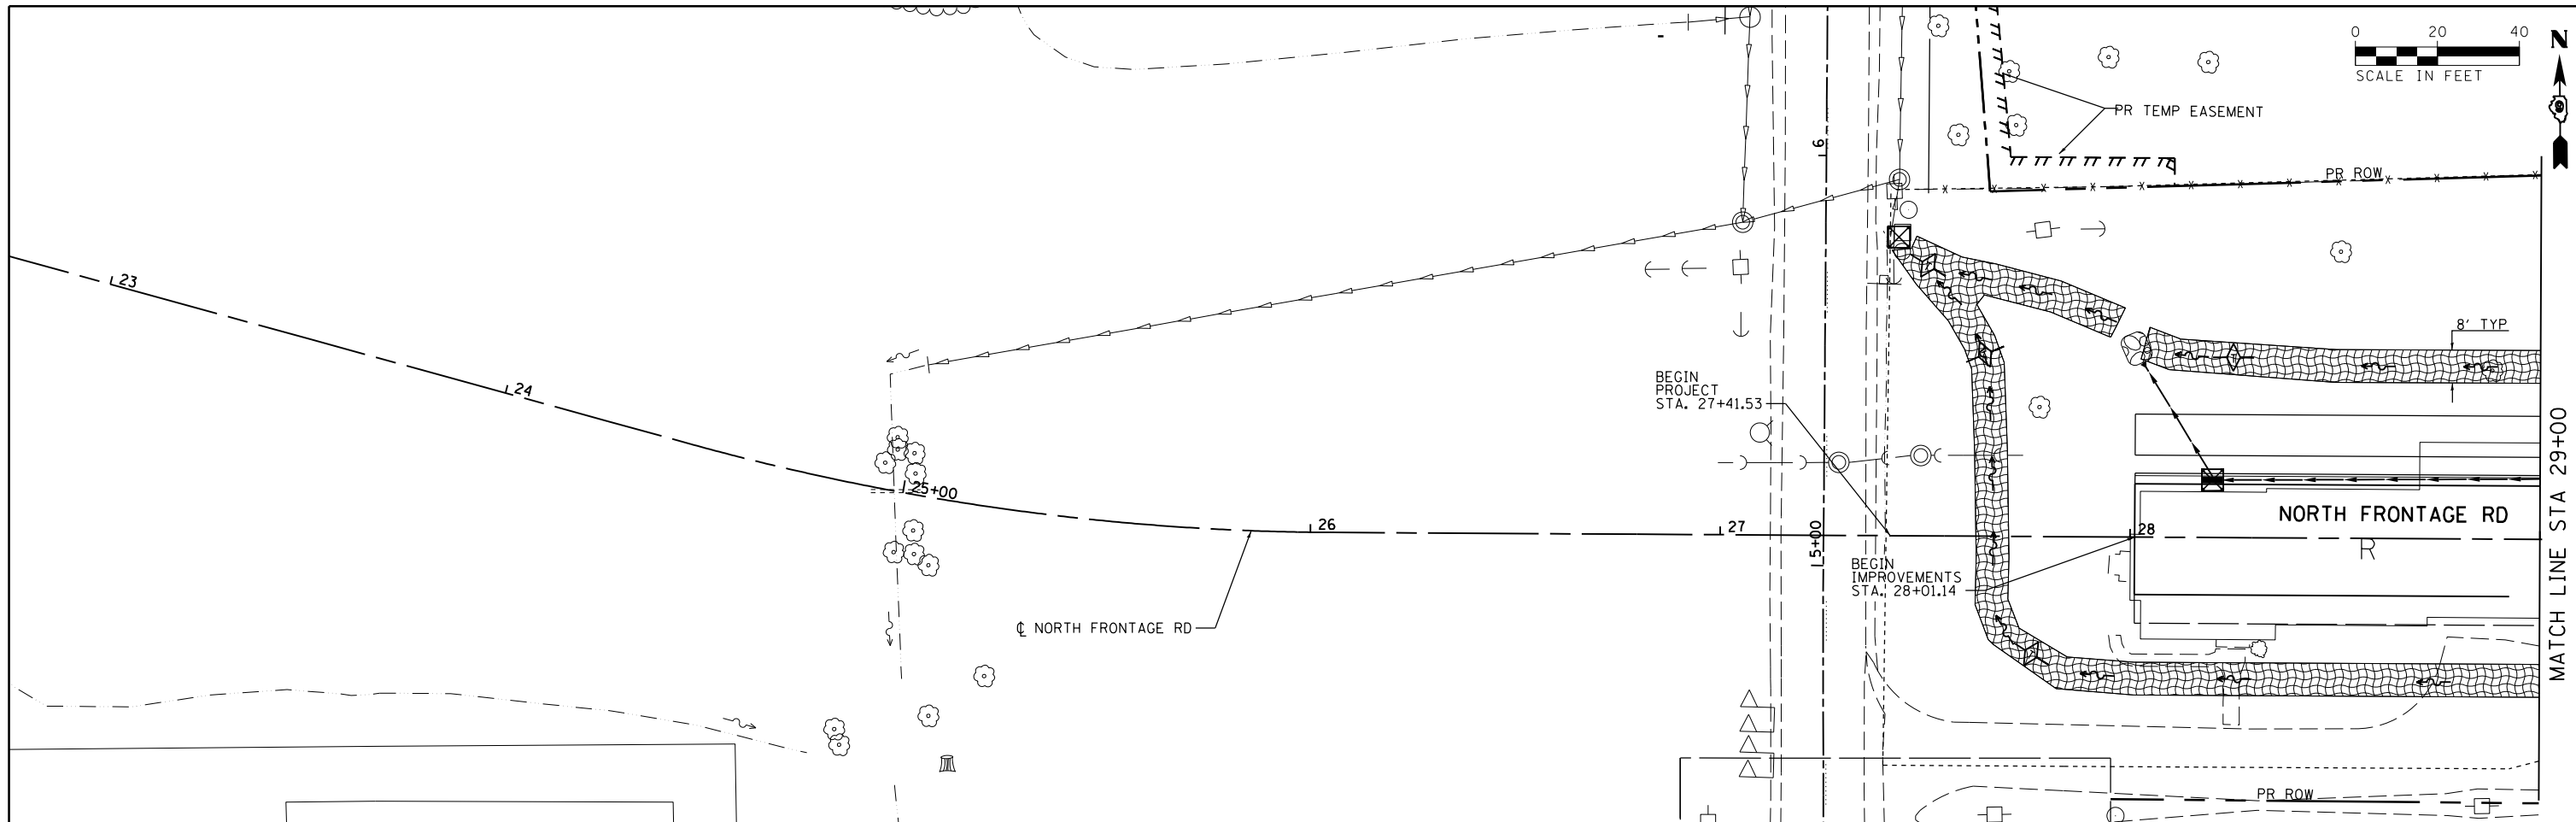 0 20 40
SCALE IN FEET
N
PR TEMP EASEMENT
6
PR ROW
23
8' TYP
24
BEGIN
PROJECT
STA. 27+41.53
25+00
26
27
5+00
28
NORTH FRONTAGE RD
R
BEGIN
IMPROVEMENTS
STA. 28+01.14
℄ NORTH FRONTAGE RD
MATCH LINE STA 29+00
PR ROW